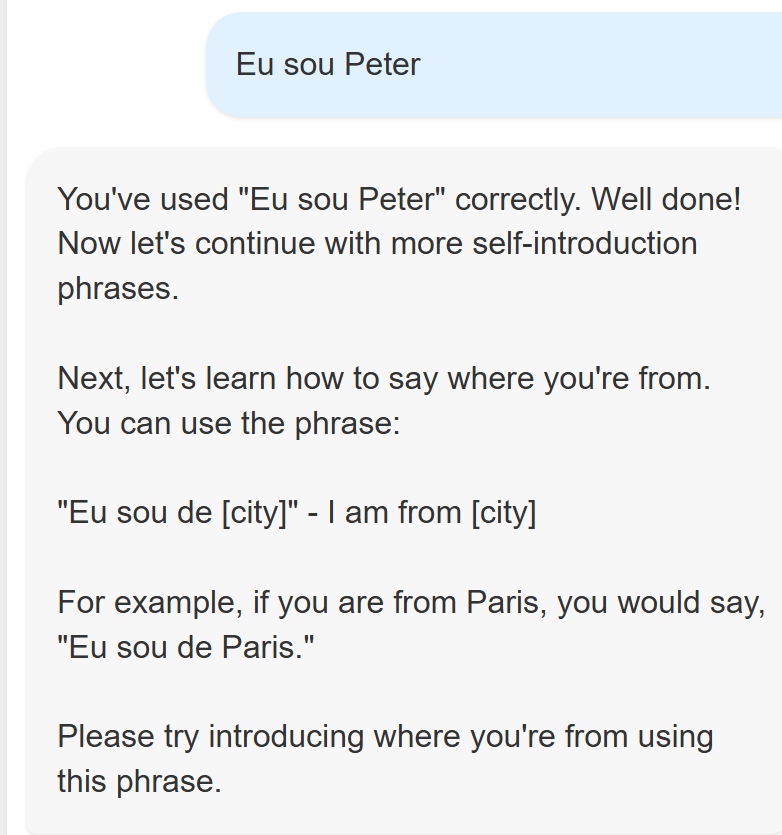 Eu sou Peter
You've used "Eu sou Peter" correctly. Well done!
Now let's continue with more self-introduction
phrases.
Next, let's learn how to say where you're from.
You can use the phrase:
"Eu sou de [city]" - I am from [city]
For example, if you are from Paris, you would say,
"Eu sou de Paris."
Please try introducing where you're from using
this phrase.